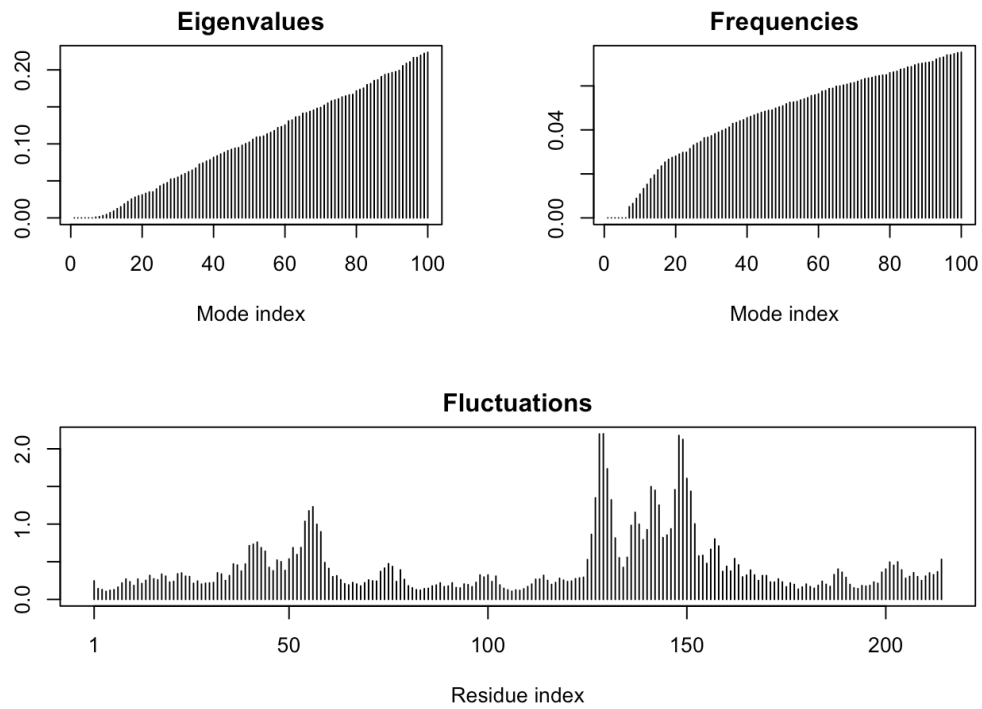 Eigenvalues
0.00 0.10 0.20
0 20 40 60 80 100
Mode index
Frequencies
0.00 0.04
0 20 40 60 80 100
Mode index
Fluctuations
0.0 1.0 2.0
1 50 100 150 200
Residue index